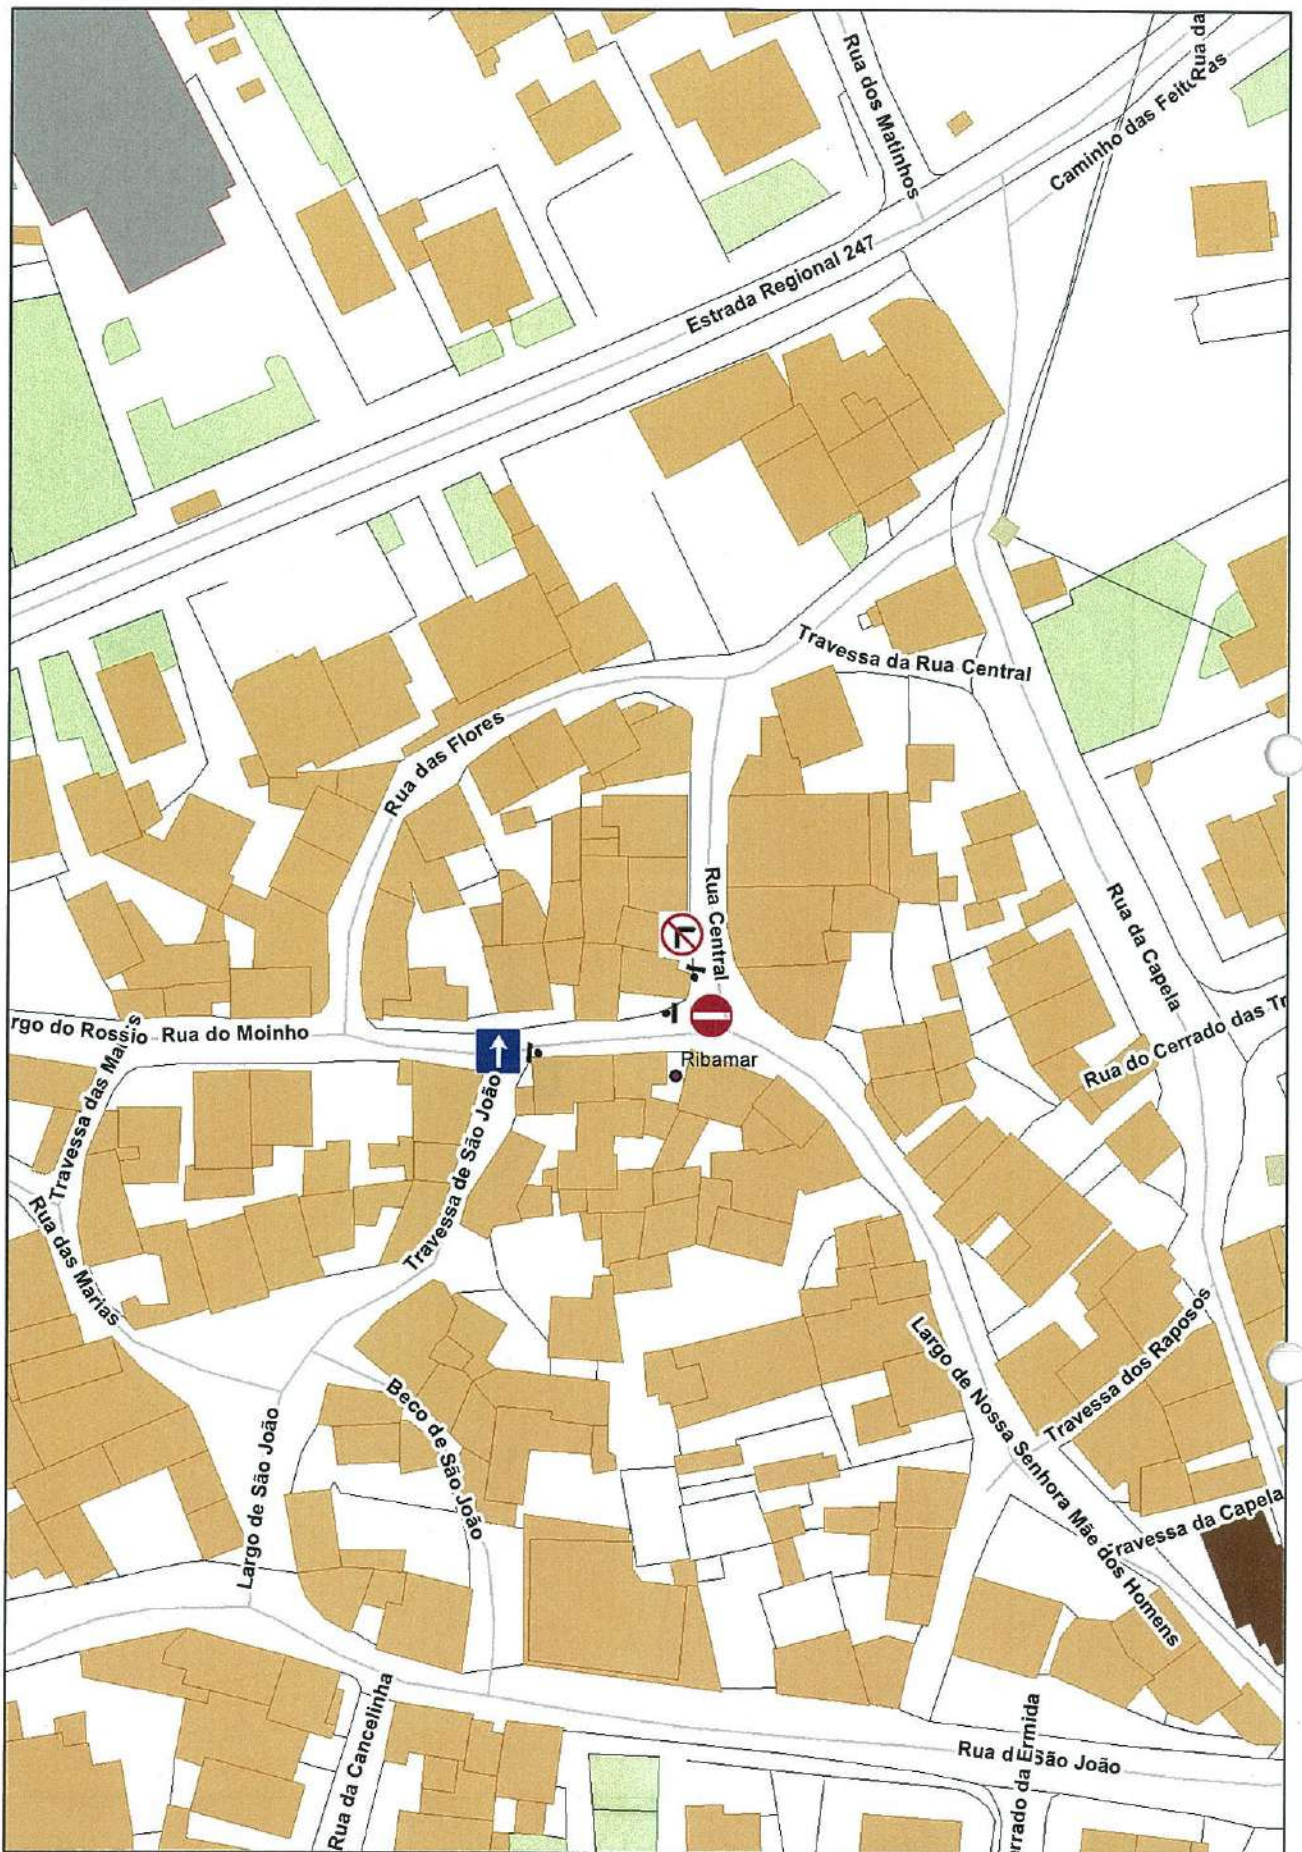 Rua dos Matinhos
Rua da
Caminho das Feitoras
Estrada Regional 247
Travessa da Rua Central
Rua das Flores
Rua Central
Rua da Capela
rgo do Rossio
Rua do Moinho
Travessa das Marias
Ribamar
Rua do Cerrado das Tr
Travessa de São João
Rua das Marias
Largo de Nossa Senhora Mãe dos Homens
Travessa dos Raposos
Beco de São João
Largo de São João
Travessa da Capela
Rua da Cancelinha
Rua de São João
errado da Ermida